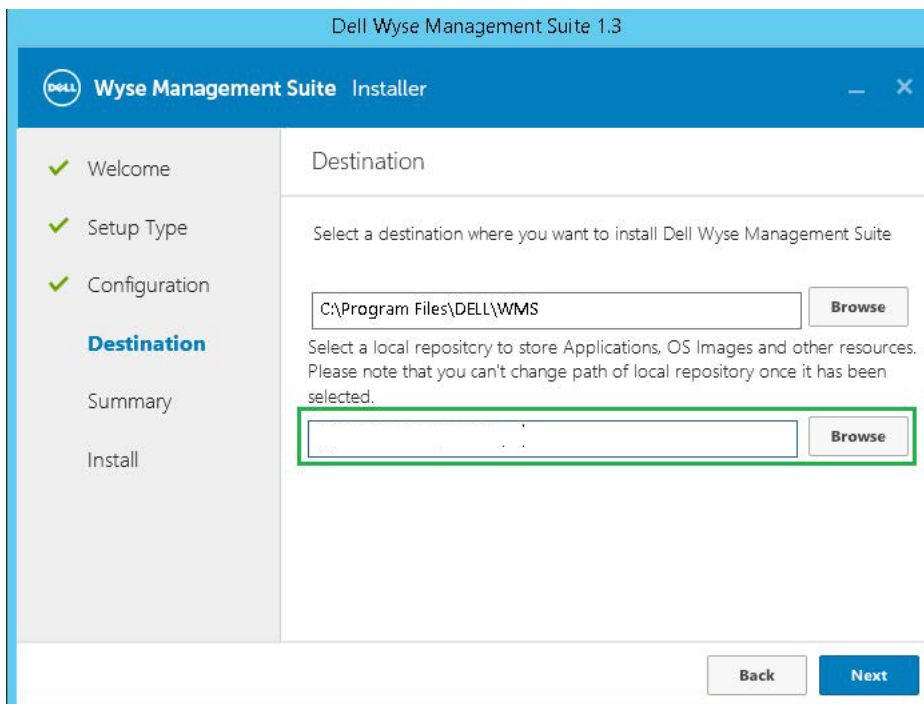 Dell Wyse Management Suite 1.3
DELL Wyse Management Suite Installer
Welcome
Destination
Setup Type
Select a destination where you want to install Dell Wyse Management Suite
Configuration
C:\Program Files\DELL\WMS Browse
Destination
Select a local repository to store Applications, OS Images and other resources.
Please note that you can't change path of local repository once it has been
selected.
Summary
Browse
Install
Back Next